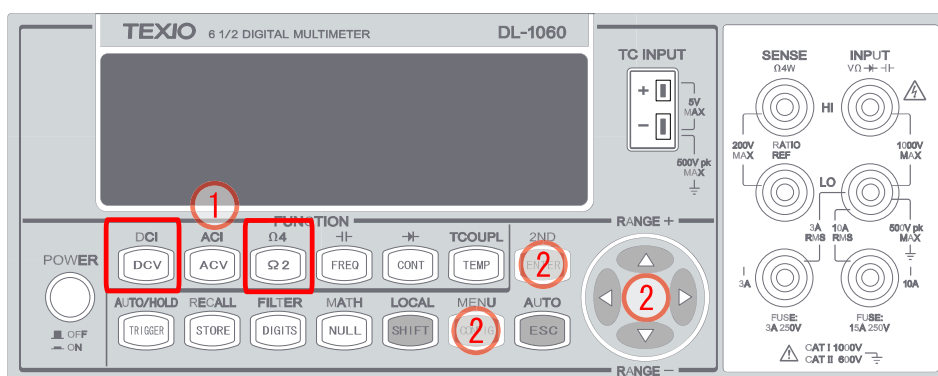 TEXIO 6 1/2 DIGITAL MULTIMETER DL-1060
TC INPUT
+
−
5V
MAX
500V pk
MAX
SENSE
Ω4W
INPUT
VΩ
HI
200V
MAX
RATIO
REF
1000V
MAX
LO
3A
RMS
10A
RMS
500V pk
MAX
3A
10A
FUSE:
3A 250V
FUSE:
15A 250V
CAT I 1000V
CAT II 600V
1
FUNCTION
RANGE +
DCI ACI Ω4 TCOUPL 2ND
POWER
DCV ACV Ω2 FREQ CONT TEMP ENTER
2
2
AUTO/HOLD RECALL FILTER MATH LOCAL MENU AUTO
TRIGGER STORE DIGITS NULL SHIFT CONFIG ESC
2
OFF
ON
RANGE −